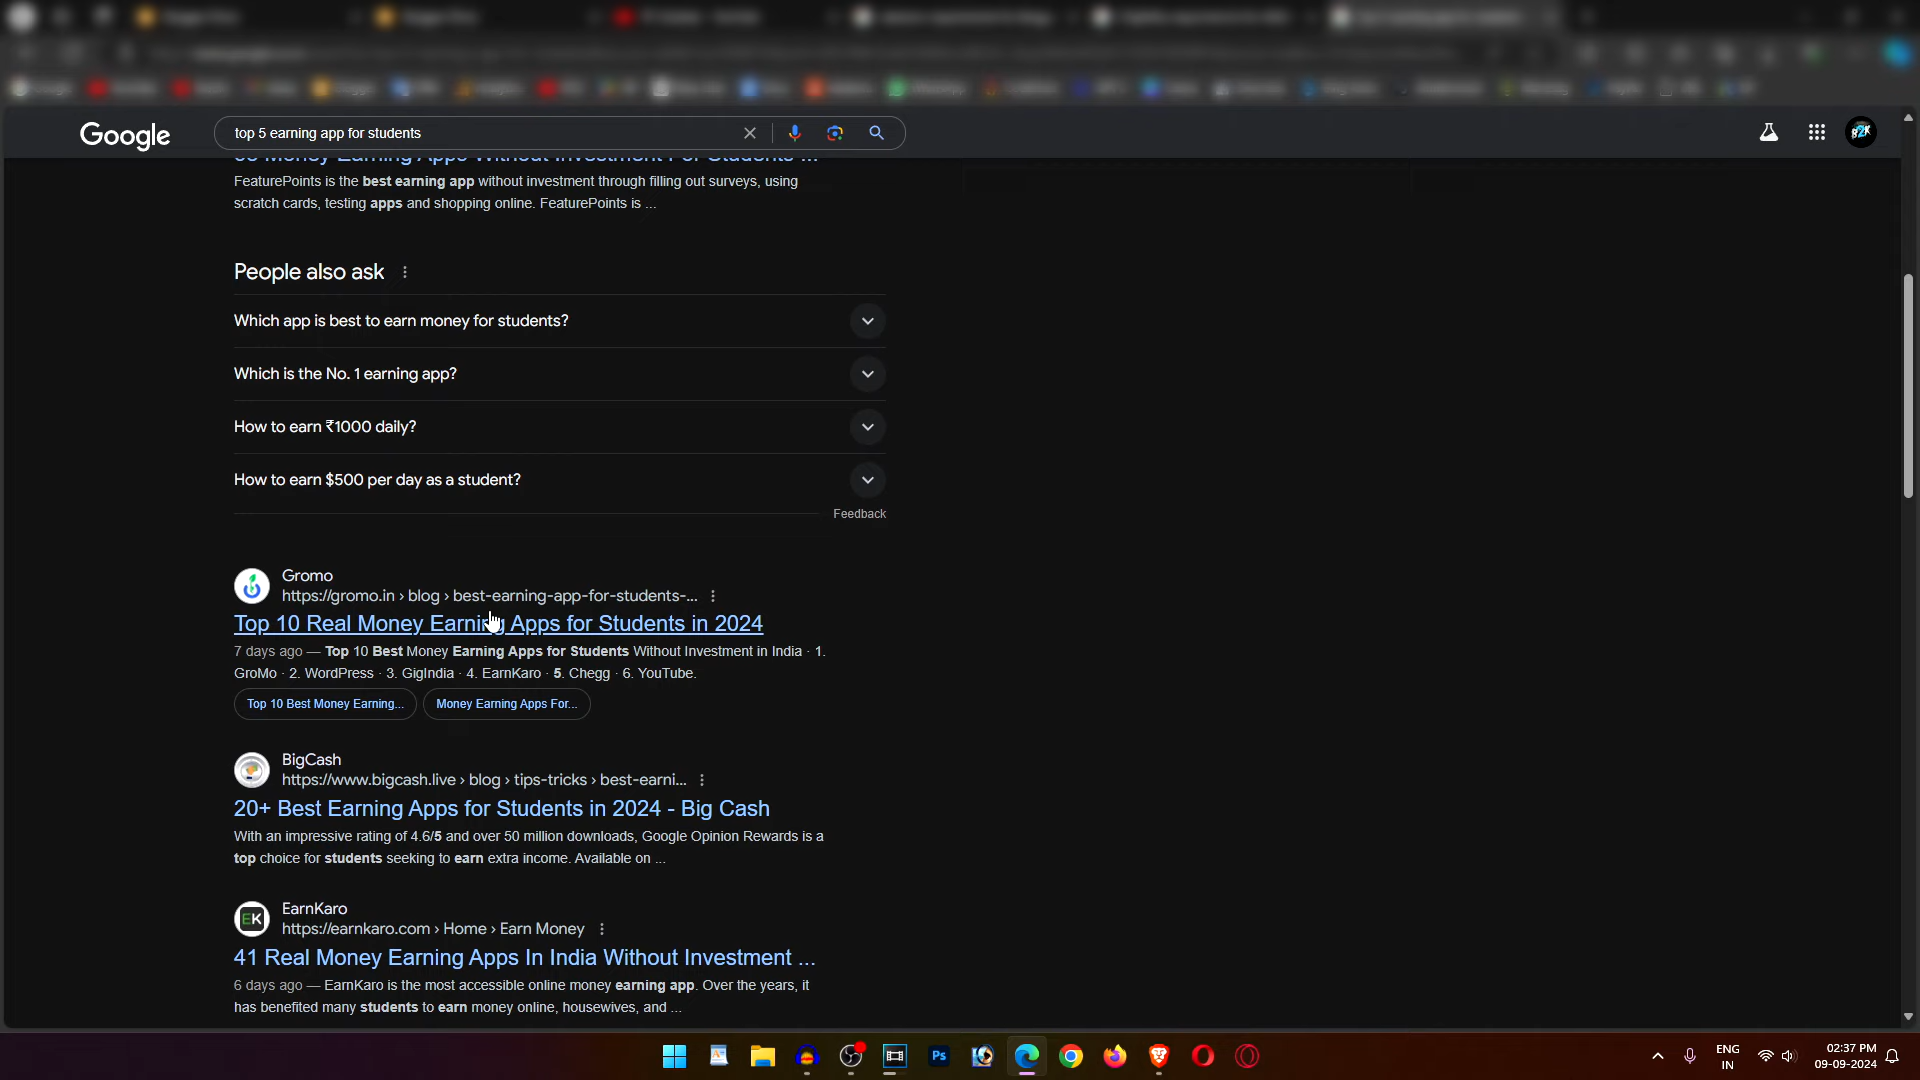 Google
top 5 earning app for students
FeaturePoints is the best earning app without investment through filling out surveys, using
scratch cards, testing apps and shopping online. FeaturePoints is ...
People also ask
Which app is best to earn money for students?
Which is the No. 1 earning app?
How to earn ₹1000 daily?
How to earn $500 per day as a student?
Feedback
Gromo
https://gromo.in › blog › best-earning-app-for-students-...
Top 10 Real Money Earning Apps for Students in 2024
7 days ago — Top 10 Best Money Earning Apps for Students Without Investment in India · 1.
GroMo · 2. WordPress · 3. GigIndia · 4. EarnKaro · 5. Chegg · 6. YouTube.
Top 10 Best Money Earning...
Money Earning Apps For...
BigCash
https://www.bigcash.live › blog › tips-tricks › best-earni...
20+ Best Earning Apps for Students in 2024 - Big Cash
With an impressive rating of 4.6/5 and over 50 million downloads, Google Opinion Rewards is a
top choice for students seeking to earn extra income. Available on ...
EK
EarnKaro
https://earnkaro.com › Home › Earn Money
41 Real Money Earning Apps In India Without Investment ...
6 days ago — EarnKaro is the most accessible online money earning app. Over the years, it
has benefited many students to earn money online, housewives, and ...
Ps
ENG
IN
02:37 PM
09-09-2024